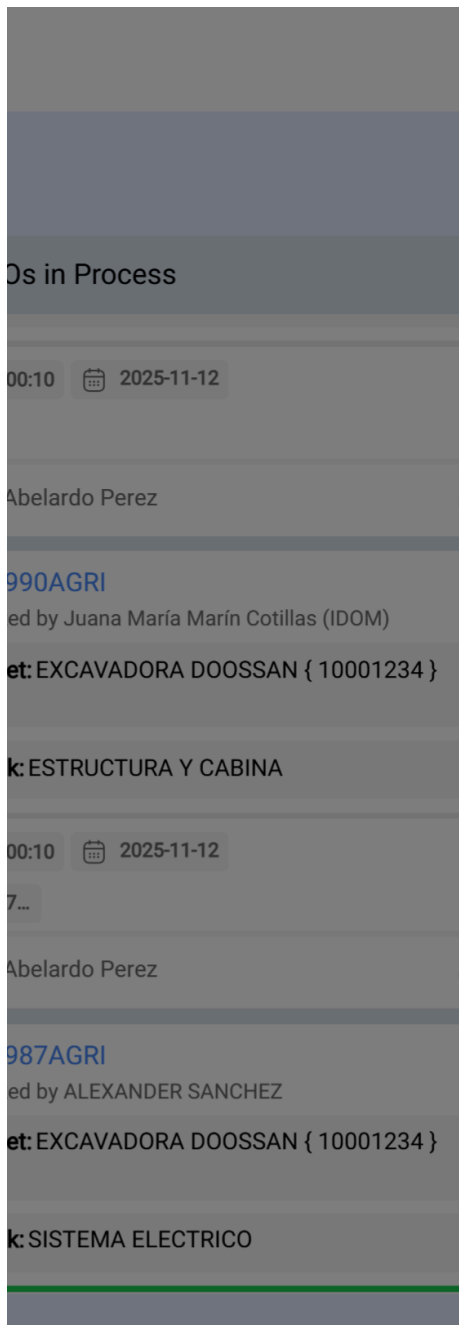 Os in Process
00:10 2025-11-12
Abelardo Perez
990AGRI
ed by Juana María Marín Cotillas (IDOM)
et: EXCAVADORA DOOSSAN { 10001234 }
k: ESTRUCTURA Y CABINA
00:10 2025-11-12
7...
Abelardo Perez
987AGRI
ed by ALEXANDER SANCHEZ
et: EXCAVADORA DOOSSAN { 10001234 }
k: SISTEMA ELECTRICO